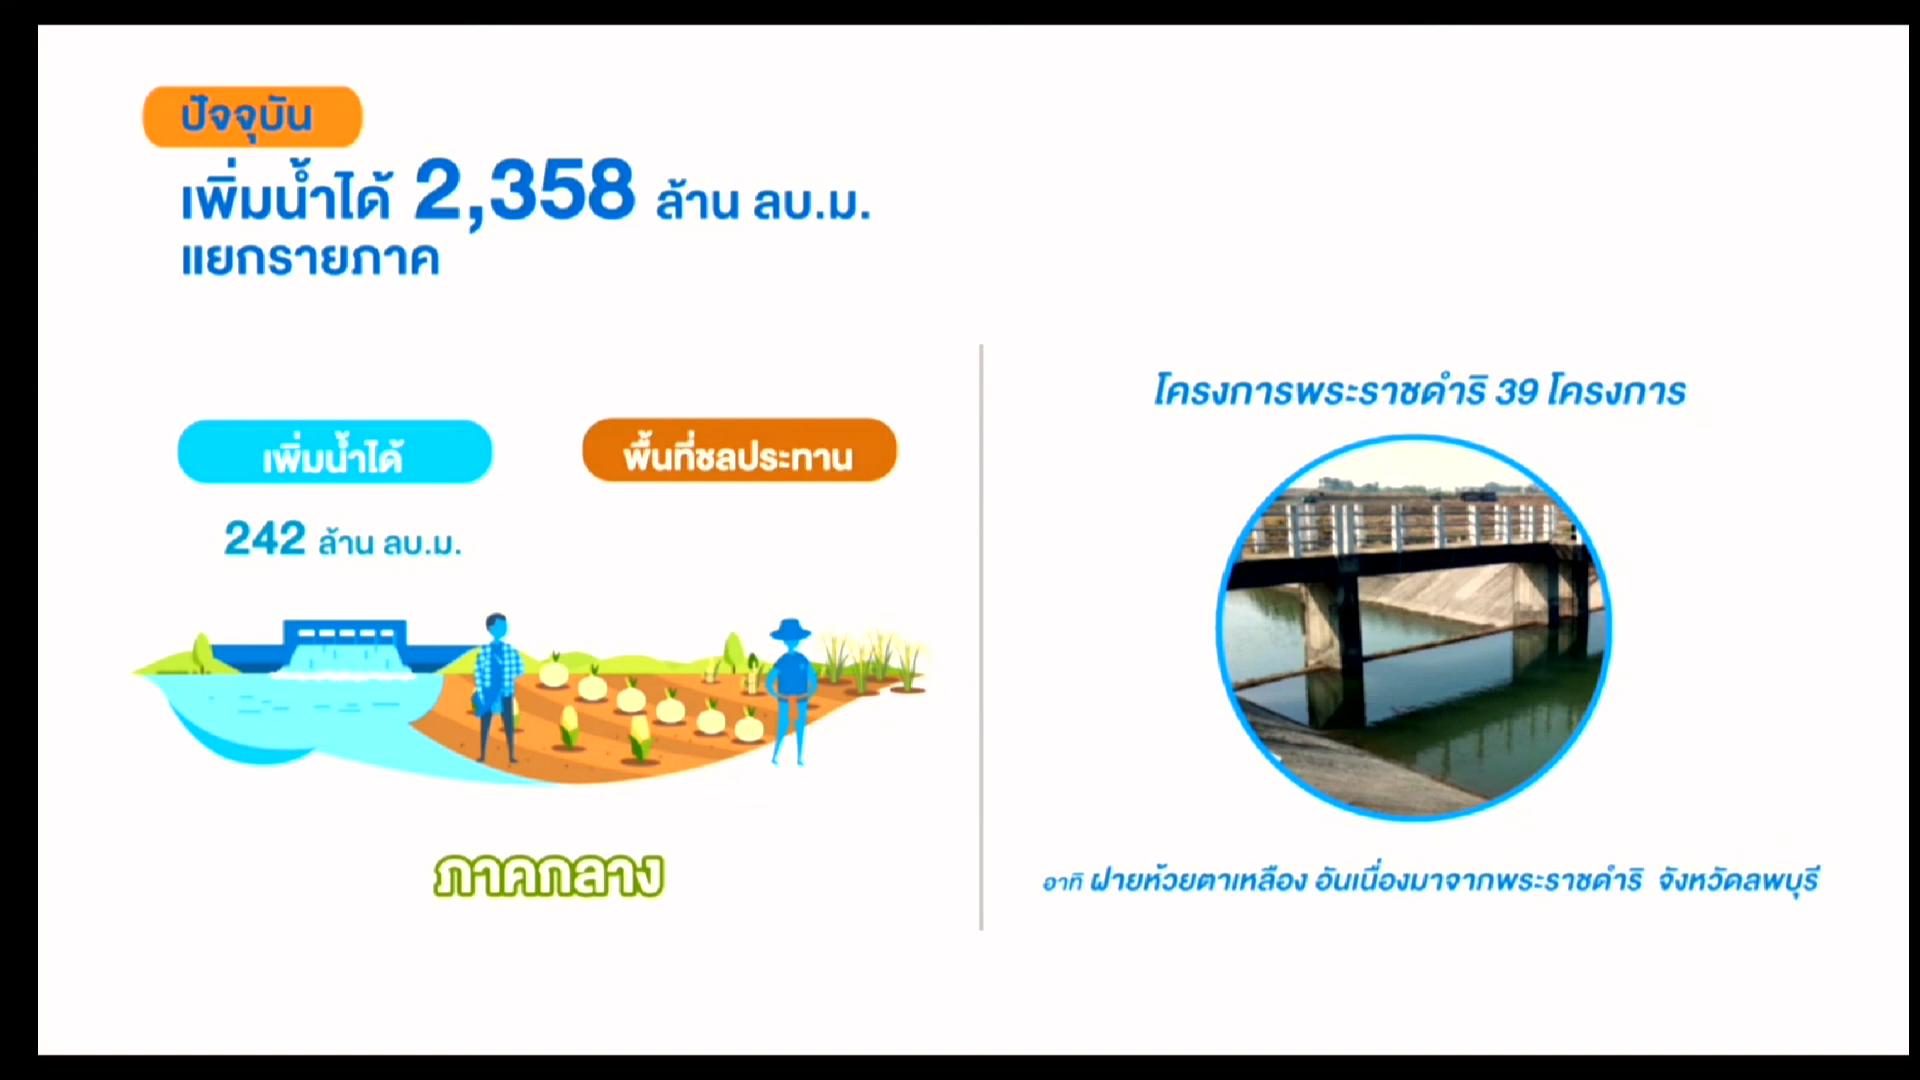 ปัจจุบัน
เพิ่มน้ำได้ 2,358 ล้าน ลบ.ม.
แยกรายภาค
เพิ่มน้ำได้
พื้นที่ชลประทาน
242 ล้าน ลบ.ม.
ภาคกลาง
โครงการพระราชดำริ 39 โครงการ
อาทิ ฝายห้วยตาเหลือง อันเนื่องมาจากพระราชดำริ จังหวัดลพบุรี